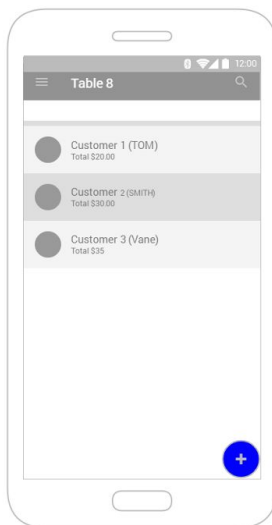 12:00
Table 8
Customer 1 (TOM)
Total $20.00
Customer 2 (SMITH)
Total $30.00
Customer 3 (Vane)
Total $35
+